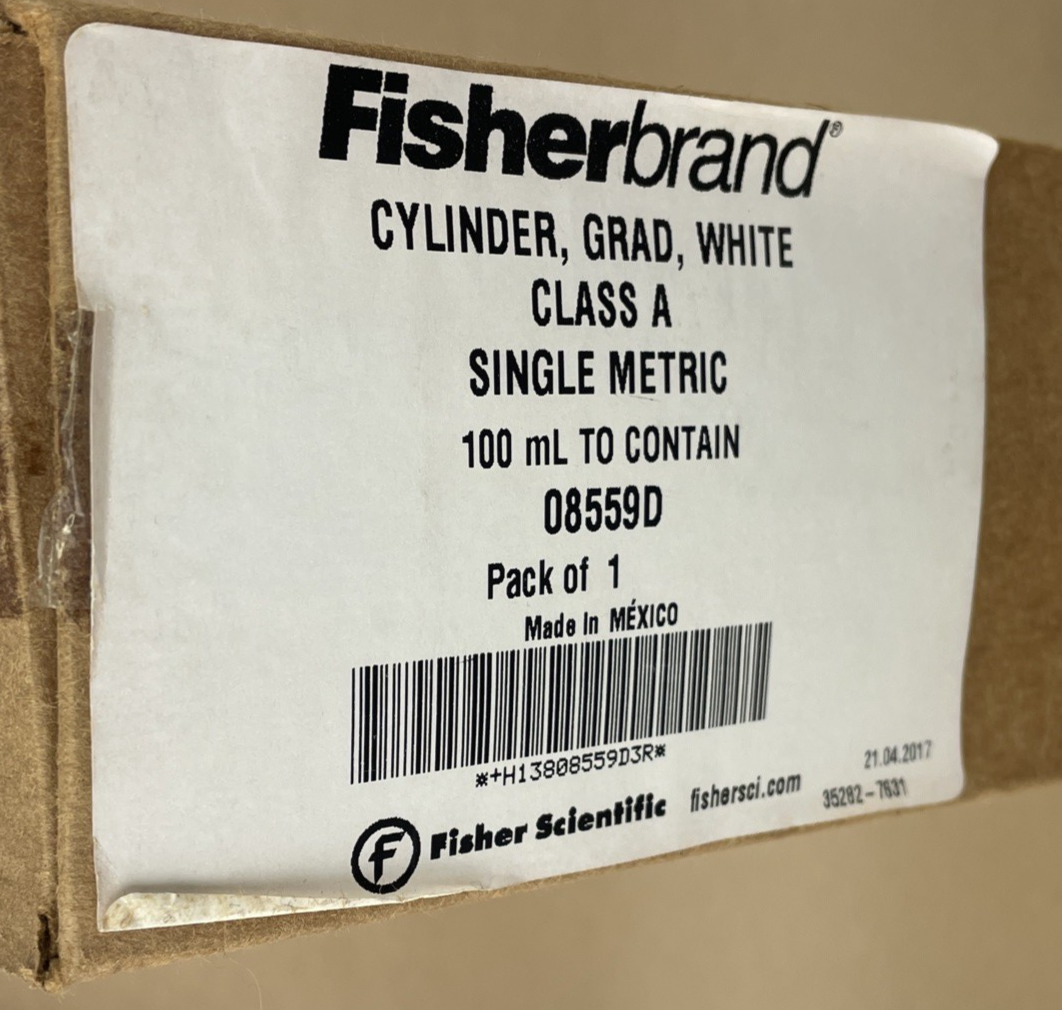 Fisherbrand®
CYLINDER, GRAD, WHITE
CLASS A
SINGLE METRIC
100 mL TO CONTAIN
08559D
Pack of 1
Made In MÉXICO
*+H13808559D3R*
21.04.2017
F Fisher Scientific fishersci.com 35282-7631